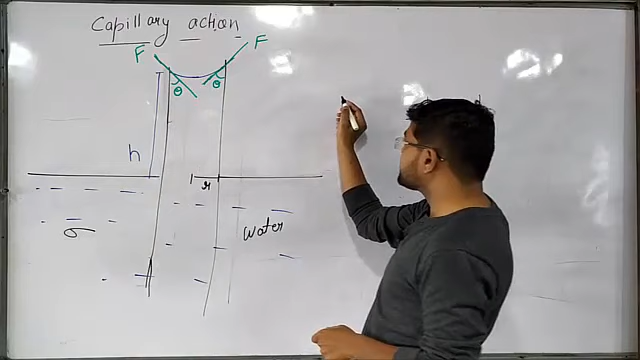 Capillary action
F F
θ θ
h
r
σ water